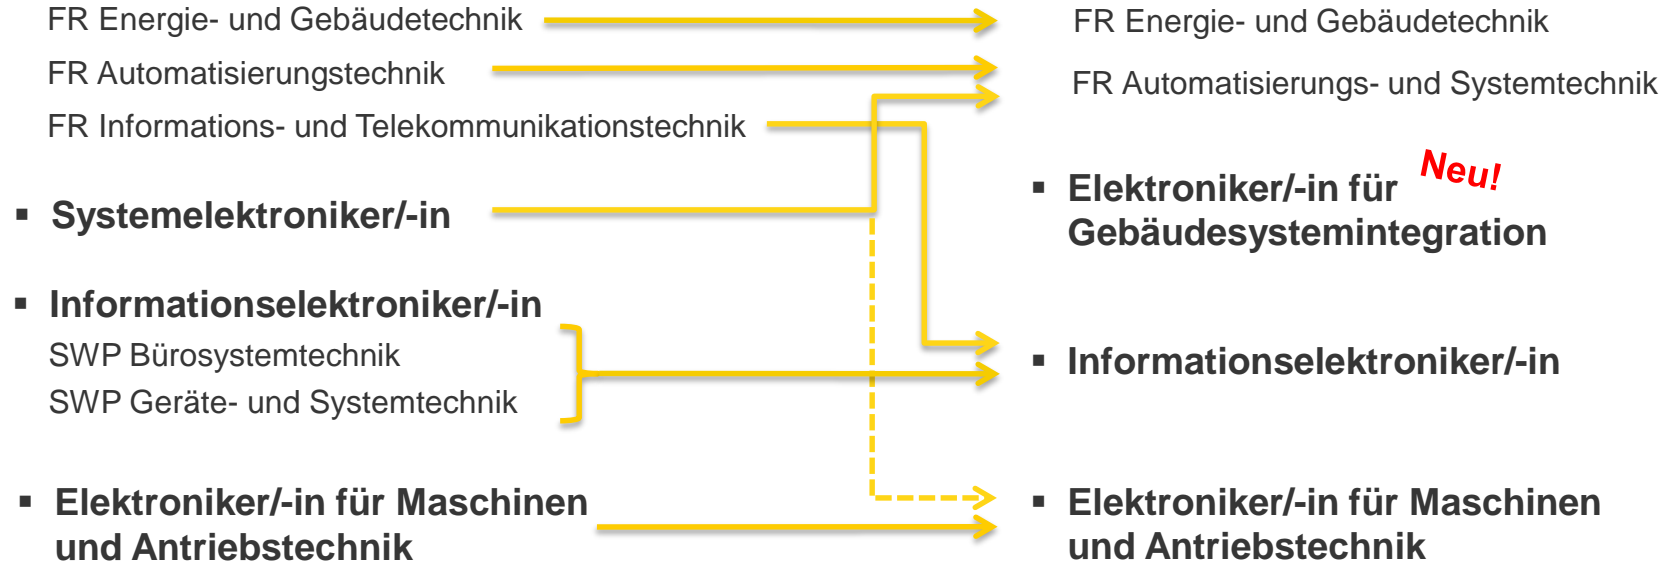 FR Energie- und Gebäudetechnik
FR Automatisierungstechnik
FR Informations- und Telekommunikationstechnik
▪ Systemelektroniker/-in
▪ Informationselektroniker/-in
SWP Bürosystemtechnik
SWP Geräte- und Systemtechnik
▪ Elektroniker/-in für Maschinen
und Antriebstechnik
FR Energie- und Gebäudetechnik
FR Automatisierungs- und Systemtechnik
▪ Elektroniker/-in für
Gebäudesystemintegration
Neu!
▪ Informationselektroniker/-in
▪ Elektroniker/-in für Maschinen
und Antriebstechnik